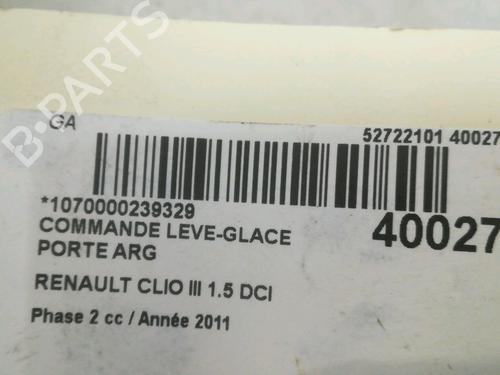 GA
52722101 40027
*1070000239329
COMMANDE LEVE-GLACE
40027
PORTE ARG
RENAULT CLIO III 1.5 DCI
Phase 2 cc / Année 2011
B-PARTS